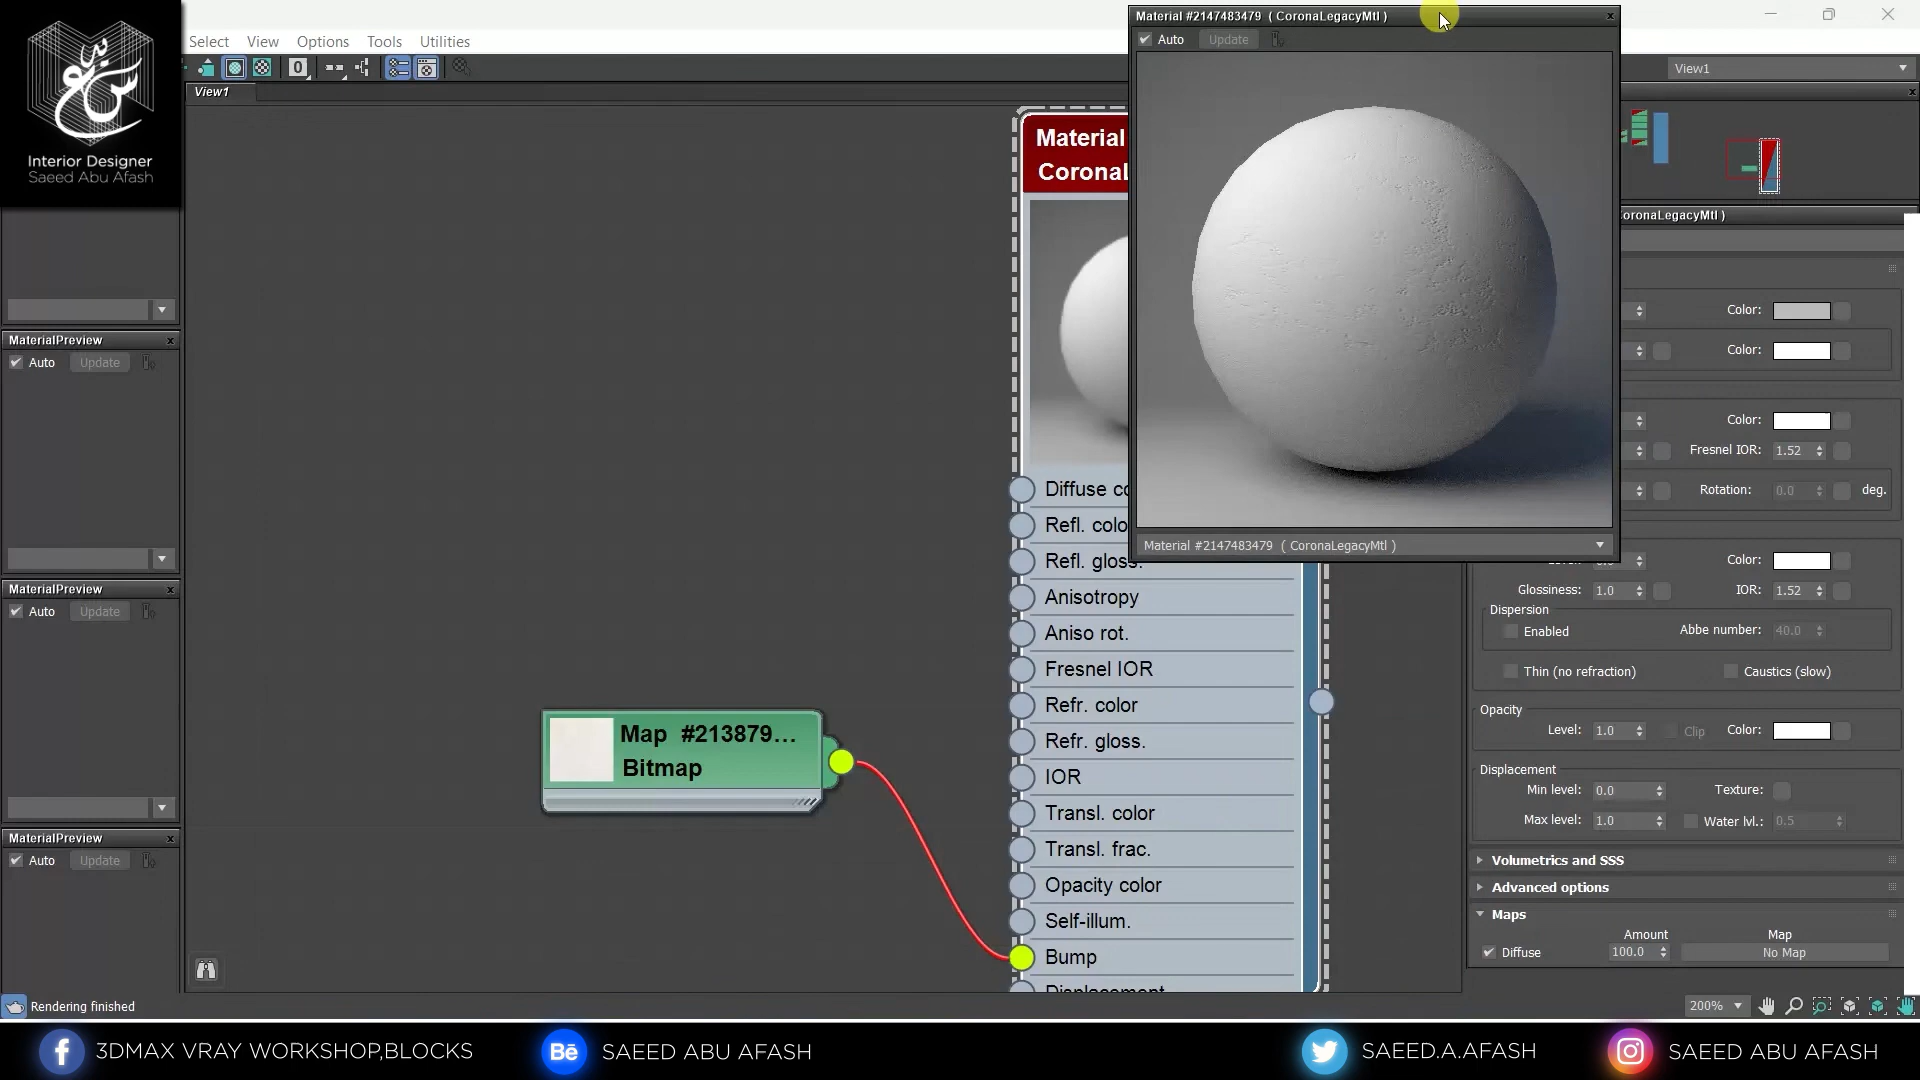 Interior Designer
Saeed Abu Afash
Select View Options Tools Utilities
0
View1
View1
MaterialPreview
Auto Update
MaterialPreview
Auto Update
MaterialPreview
Auto Update
Material #2147483479 ( CoronaLegacyMtl )
Auto Update
Material #2147483479 ( CoronaLegacyMtl )
Material
Diffuse
Refl. colo
Refl. gloss.
Anisotropy
Aniso rot.
Fresnel IOR
Refr. color
Refr. gloss.
IOR
Transl. color
Transl. frac.
Opacity color
Self-illum.
Bump
Displacement
Map #213879...
Bitmap
oronaLegacyMtl )
Color:
Color:
Color:
Fresnel IOR: 1.52
Rotation: 0.0 deg.
Color:
Glossiness: 1.0 IOR: 1.52
Dispersion
Enabled Abbe number: 40.0
Thin (no refraction) Caustics (slow)
Opacity
Level: 1.0 Clip Color:
Displacement
Min level: 0.0 Texture:
Max level: 1.0 Water lvl.: 0.5
Volumetrics and SSS
Advanced options
Maps
Amount Map
Diffuse 100.0 No Map
Rendering finished
200%
3DMAX VRAY WORKSHOP,BLOCKS
Bē SAEED ABU AFASH
SAEED.A.AFASH
SAEED ABU AFASH